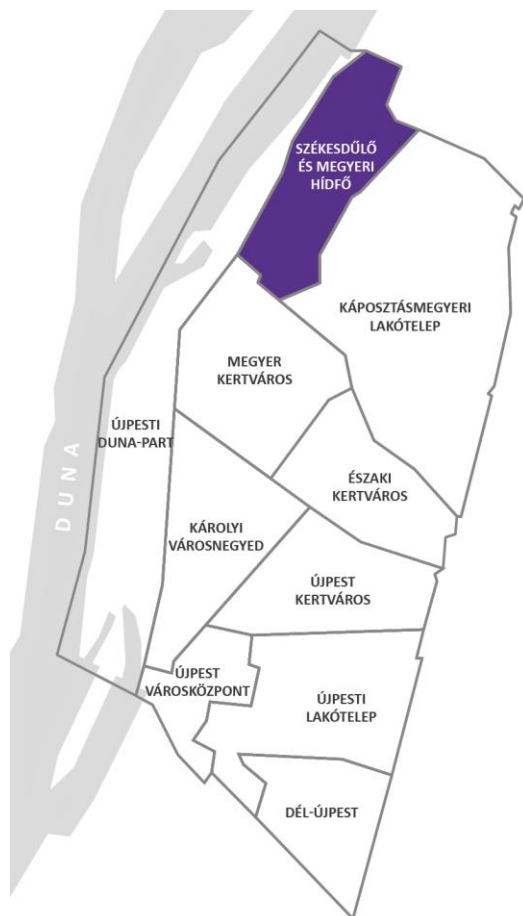 SZÉKESDŰLŐ
ÉS MEGYERI
HÍDFŐ
KÁPOSZTÁSMEGYERI
LAKÓTELEP
MEGYER
KERTVÁROS
ÚJPESTI
DUNA-PART
DUNA
ÉSZAKI
KERTVÁROS
KÁROLYI
VÁROSNEGYED
ÚJPEST
KERTVÁROS
ÚJPEST
VÁROSKÖZPONT
ÚJPESTI
LAKÓTELEP
DÉL-ÚJPEST